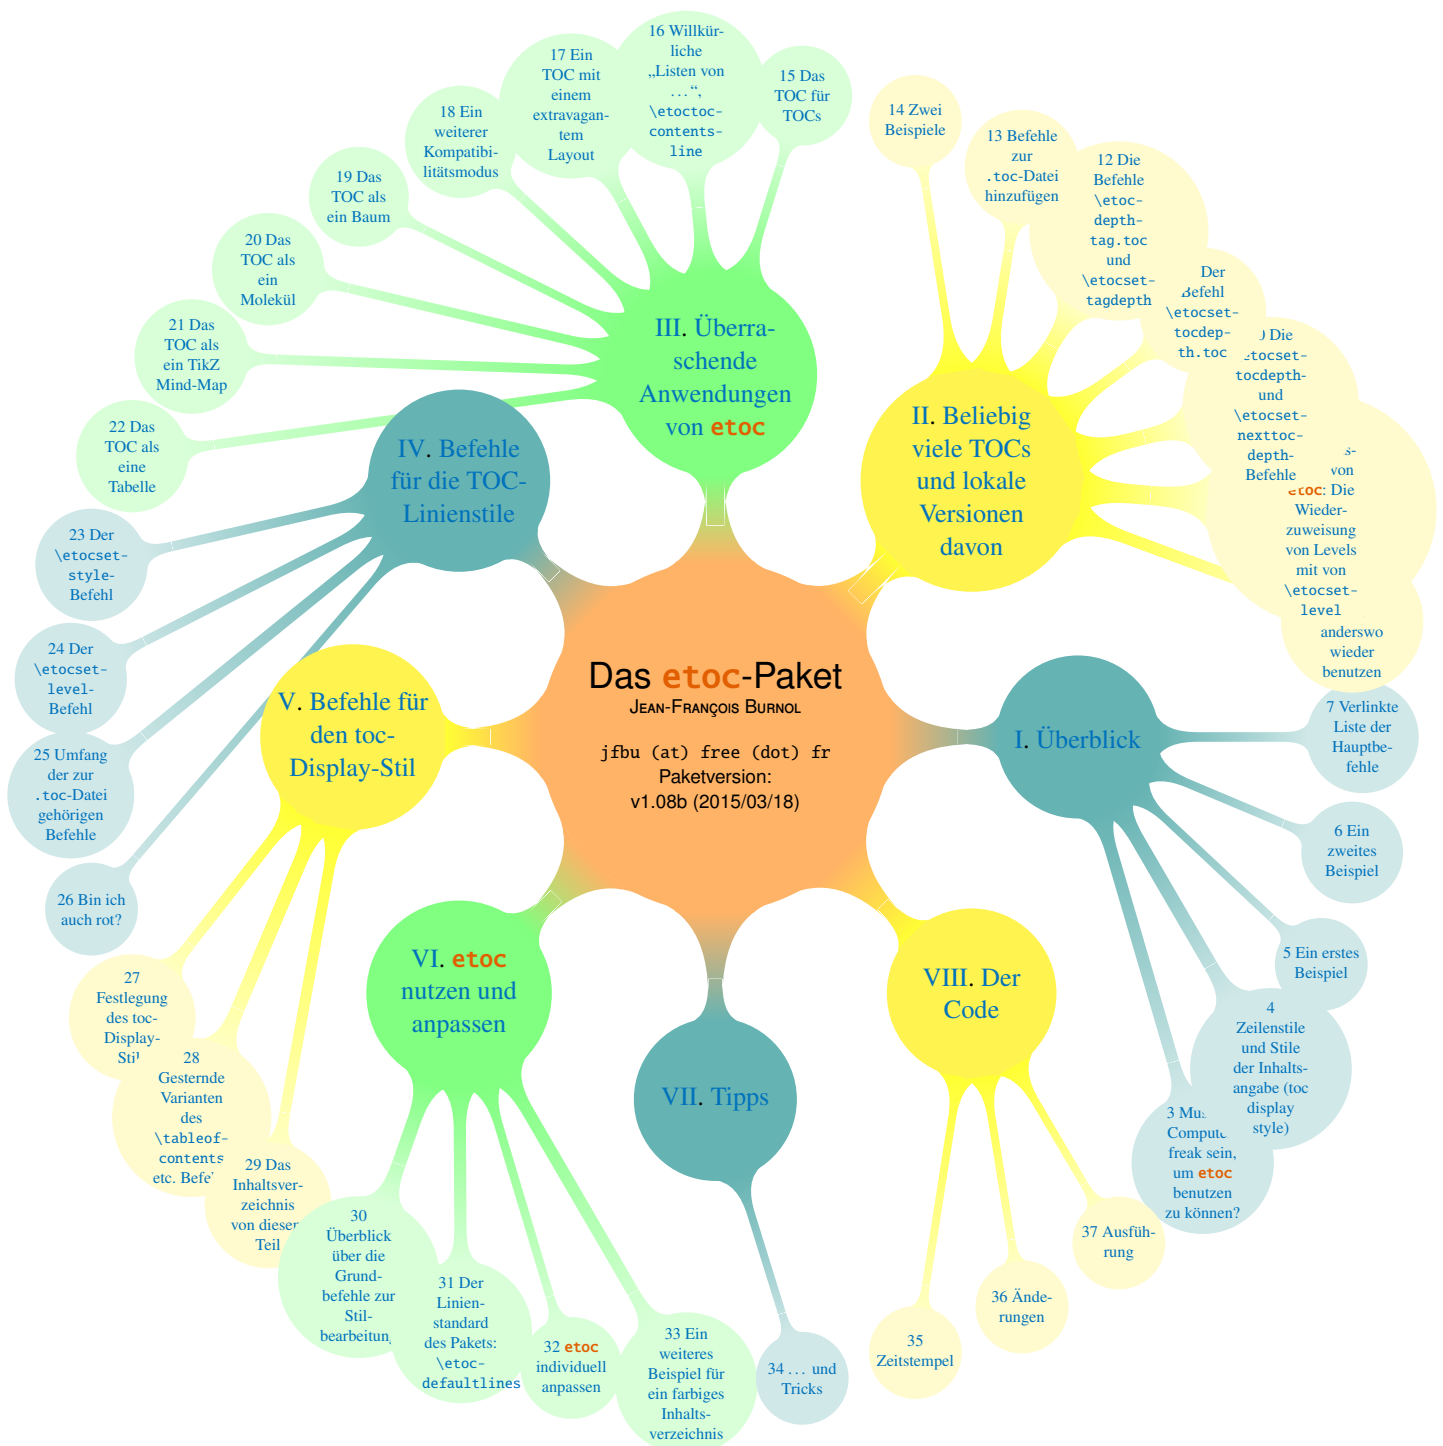 Das etoc-Paket
Jean-François Burnol
jfbu (at) free (dot) fr
Paketversion:
v1.08b (2015/03/18)
I. Überblick
3
Compute
freak sein,
um etoc
benutzen
zu können?
4
Zeilenstile
und Stile
der Inhalts-
angabe (toc
display
style)
5 Ein erstes
Beispiel
6 Ein
zweites
Beispiel
7 Verlinkte
Liste der
Hauptbe-
fehle
II. Beliebig
viele TOCs
und lokale
Versionen
davon
anderswo
wieder
benutzen
von
etoc: Die
Wieder-
zuweisung
von Levels
mit von
\etocset-
level
Die
etocset-
tocdepth-
und
\etocset-
nexttoc-
depth-
Befehle
Der
Befehl
\etocset-
tocdep-
th.toc
12 Die
Befehle
\etoc-
depth-
tag.toc
und
\etocset-
tagdepth
13 Befehle
zur
.toc-Datei
hinzufügen
14 Zwei
Beispiele
III. Überra-
schende
Anwendungen
von etoc
15 Das
TOC für
TOCs
16 Willkür-
liche
„Listen von
...“,
\etoctoc-
contents-
line
17 Ein
TOC mit
einem
extravagan-
tem
Layout
18 Ein
weiterer
Kompatibi-
litätsmodus
19 Das
TOC als
ein Baum
20 Das
TOC als
ein
Molekül
21 Das
TOC als
ein TikZ
Mind-Map
22 Das
TOC als
eine
Tabelle
IV. Befehle
für die TOC-
Linienstile
23 Der
\etocset-
style-
Befehl
24 Der
\etocset-
level-
Befehl
25 Umfang
der zur
.toc-Datei
gehörigen
Befehle
26 Bin ich
auch rot?
V. Befehle für
den toc-
Display-Stil
27
Festlegung
des toc-
Display-
Stil
28
Gesternde
Varianten
des
\tableof-
contents
etc. Befe
29 Das
Inhaltsver-
zeichnis
von diesem
Teil
VI. etoc
nutzen und
anpassen
30
Überblick
über die
Grund-
befehle zur
Stil-
bearbeitung
31 Der
Linien-
standard
des Pakets:
\etoc-
defaultlines
32 etoc
individuell
anpassen
33 Ein
weiteres
Beispiel für
ein farbiges
Inhalts-
verzeichnis
VII. Tipps
34 ... und
Tricks
VIII. Der
Code
35
Zeitstempel
36 Ände-
rungen
37 Ausfüh-
rung